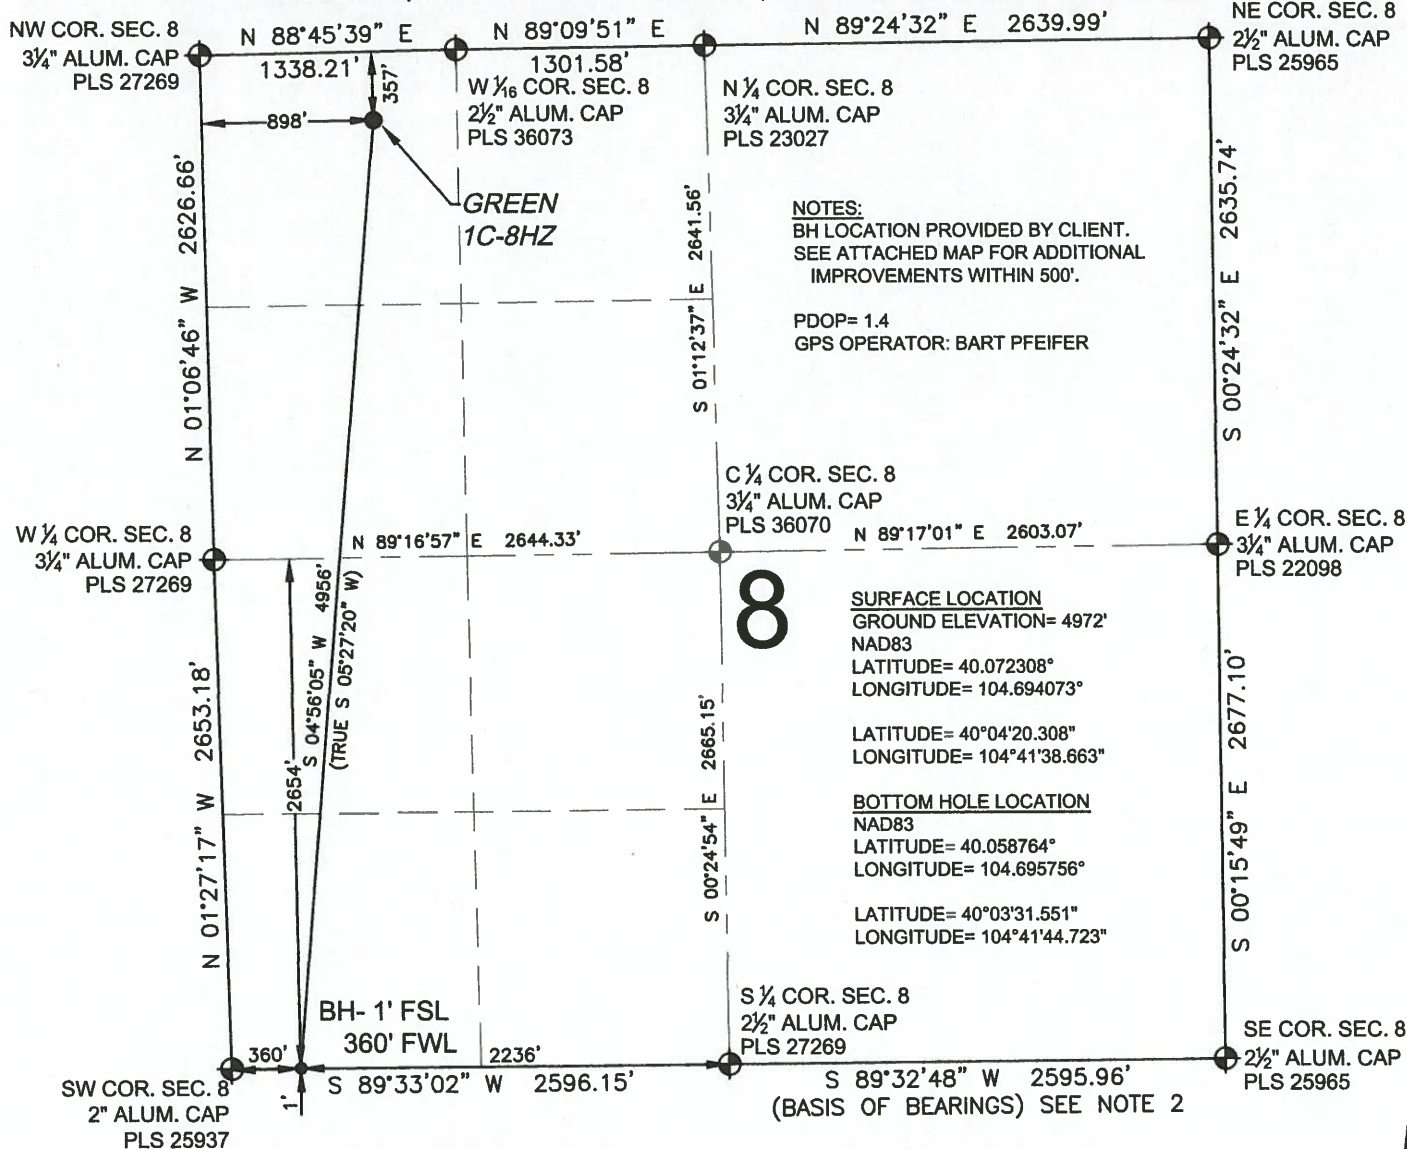 NW COR. SEC. 8
3¼" ALUM. CAP
PLS 27269
N 88°45'39" E
1338.21'
N 89°09'51" E
1301.58'
N 89°24'32" E 2639.99'
NE COR. SEC. 8
2½" ALUM. CAP
PLS 25965
W 1/16 COR. SEC. 8
2½" ALUM. CAP
PLS 36073
N ¼ COR. SEC. 8
3¼" ALUM. CAP
PLS 23027
357'
898'
GREEN
1C-8HZ
N 01°06'46" W 2626.66'
S 01°12'37" E 2641.56'
S 00°24'32" E 2635.74'
NOTES:
BH LOCATION PROVIDED BY CLIENT.
SEE ATTACHED MAP FOR ADDITIONAL
IMPROVEMENTS WITHIN 500'.
PDOP= 1.4
GPS OPERATOR: BART PFEIFER
W ¼ COR. SEC. 8
3¼" ALUM. CAP
PLS 27269
N 89°16'57" E 2644.33'
C ¼ COR. SEC. 8
3¼" ALUM. CAP
PLS 36070
N 89°17'01" E 2603.07'
E ¼ COR. SEC. 8
3¼" ALUM. CAP
PLS 22098
8
S 04°56'05" W 4956'
(TRUE S 05°27'20" W)
2654'
N 01°27'17" W 2653.18'
S 00°24'54" E 2665.15'
S 00°15'49" E 2677.10'
SURFACE LOCATION
GROUND ELEVATION= 4972'
NAD83
LATITUDE= 40.072308°
LONGITUDE= 104.694073°
LATITUDE= 40°04'20.308"
LONGITUDE= 104°41'38.663"
BOTTOM HOLE LOCATION
NAD83
LATITUDE= 40.058764°
LONGITUDE= 104.695756°
LATITUDE= 40°03'31.551"
LONGITUDE= 104°41'44.723"
BH- 1' FSL
360' FWL
360'
2236'
1'
S 89°33'02" W 2596.15'
S ¼ COR. SEC. 8
2½" ALUM. CAP
PLS 27269
S 89°32'48" W 2595.96'
(BASIS OF BEARINGS) SEE NOTE 2
SW COR. SEC. 8
2" ALUM. CAP
PLS 25937
SE COR. SEC. 8
2½" ALUM. CAP
PLS 25965